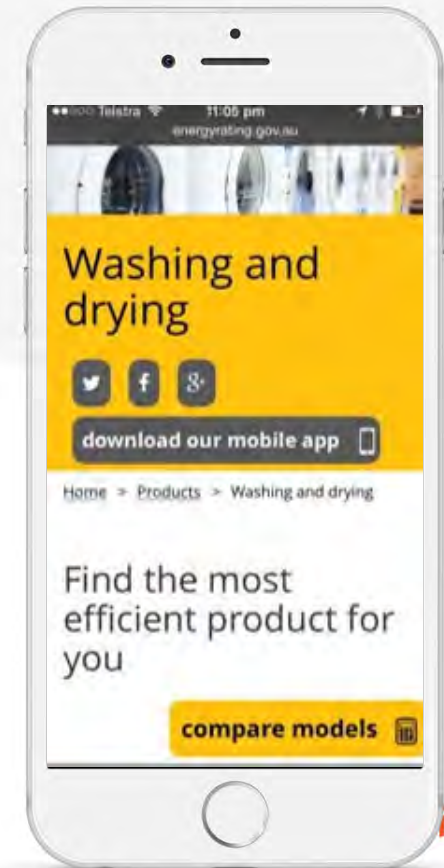 Telstra 11:05 pm
energyrating.gov.au
Washing and
drying
download our mobile app
Home > Products > Washing and drying
Find the most
efficient product for
you
compare models